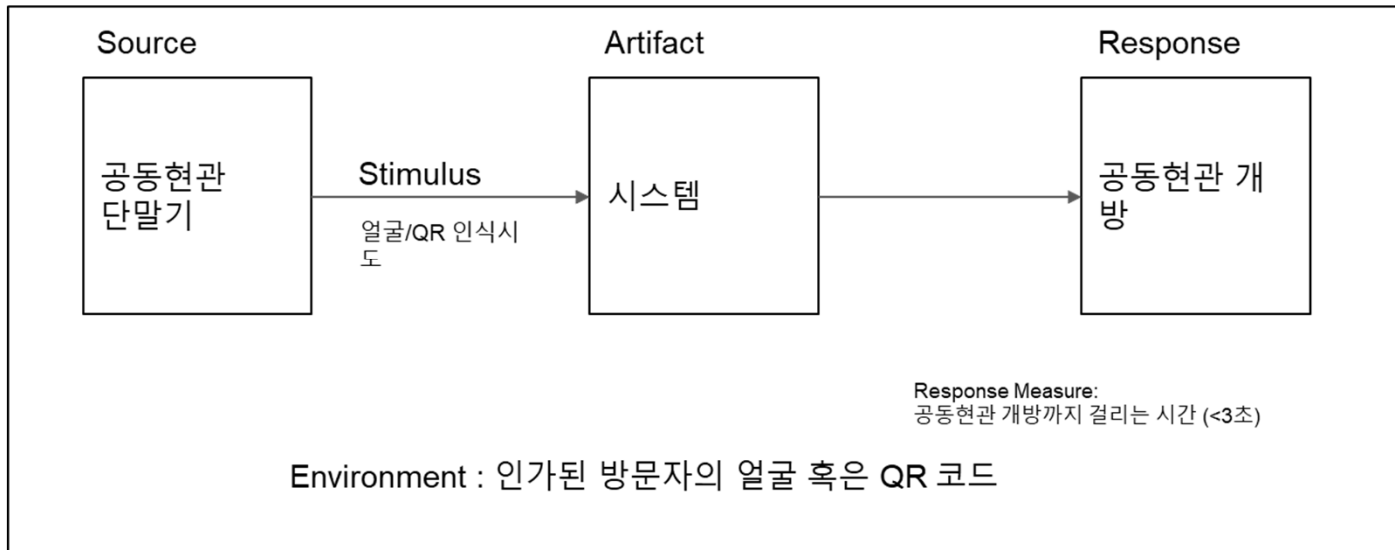 Source
Artifact
Response
공동현관
단말기
Stimulus
얼굴/QR 인식시
도
시스템
공동현관 개
방
Response Measure:
공동현관 개방까지 걸리는 시간 (<3초)
Environment : 인가된 방문자의 얼굴 혹은 QR 코드